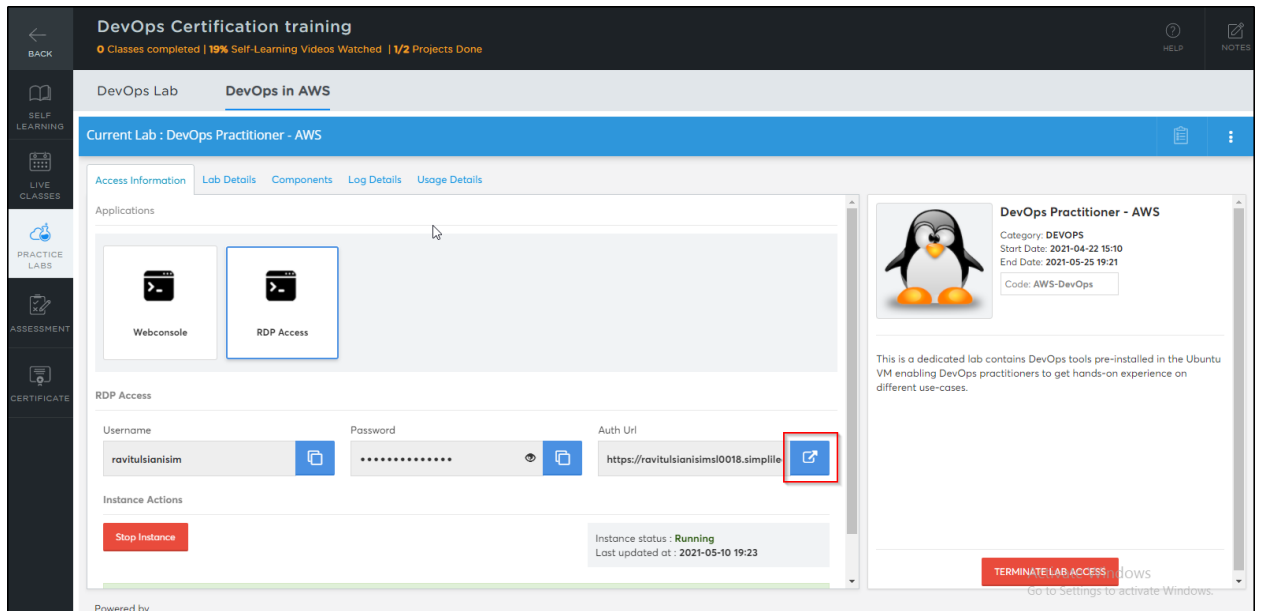 DevOps Certification training
0 Classes completed | 19% Self-Learning Videos Watched | 1/2 Projects Done
BACK
HELP
NOTES
DevOps Lab
DevOps in AWS
SELF
LEARNING
LIVE
CLASSES
PRACTICE
LABS
ASSESSMENT
CERTIFICATE
Current Lab : DevOps Practitioner - AWS
Access Information
Lab Details
Components
Log Details
Usage Details
Applications
Webconsole
RDP Access
RDP Access
Username
Password
Auth Url
ravitulsianisim
••••••••••••••
https://ravitulsianisimsl0018.simplile
Instance Actions
Stop Instance
Instance status : Running
Last updated at : 2021-05-10 19:23
Powered by
DevOps Practitioner - AWS
Category: DEVOPS
Start Date: 2021-04-22 15:10
End Date: 2021-05-25 19:21
Code: AWS-DevOps
This is a dedicated lab contains DevOps tools pre-installed in the Ubuntu
VM enabling DevOps practitioners to get hands-on experience on
different use-cases.
TERMINATE LAB ACCESS
Activate Windows
Go to Settings to activate Windows.